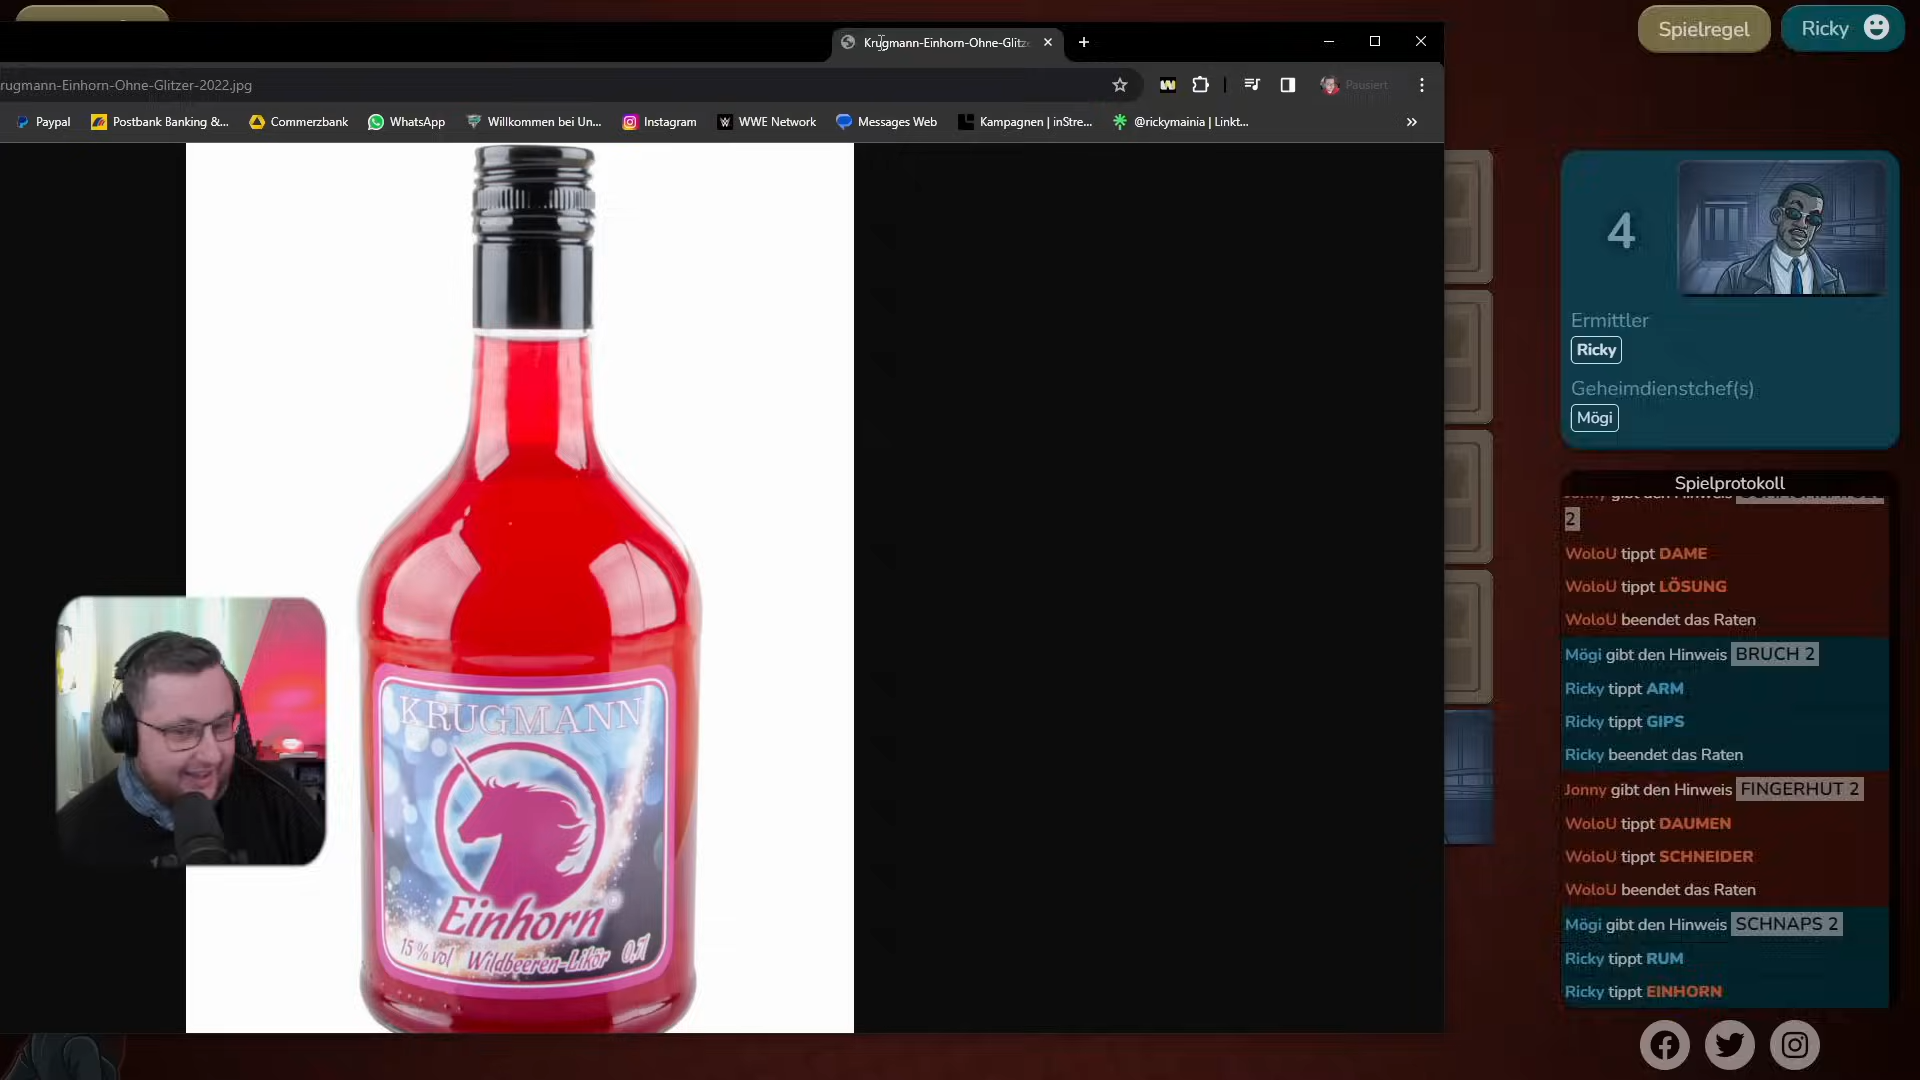 Krugmann-Einhorn-Ohne-Glitz
rugmann-Einhorn-Ohne-Glitzer-2022.jpg
Pausiert
Paypal
Postbank Banking &...
Commerzbank
WhatsApp
Willkommen bei Un...
Instagram
WWE Network
Messages Web
Kampagnen | inStre...
@rickymainia | Linkt...
KRUGMANN
Einhorn
15 % vol Wildbeeren-Likör 0,7l
Spielregel
Ricky
4
Ermittler
Ricky
Geheimdienstchef(s)
Mögi
Spielprotokoll
Jonny gibt den Hinweis
2
WoloU tippt DAME
WoloU tippt LÖSUNG
WoloU beendet das Raten
Mögi gibt den Hinweis BRUCH 2
Ricky tippt ARM
Ricky tippt GIPS
Ricky beendet das Raten
Jonny gibt den Hinweis FINGERHUT 2
WoloU tippt DAUMEN
WoloU tippt SCHNEIDER
WoloU beendet das Raten
Mögi gibt den Hinweis SCHNAPS 2
Ricky tippt RUM
Ricky tippt EINHORN